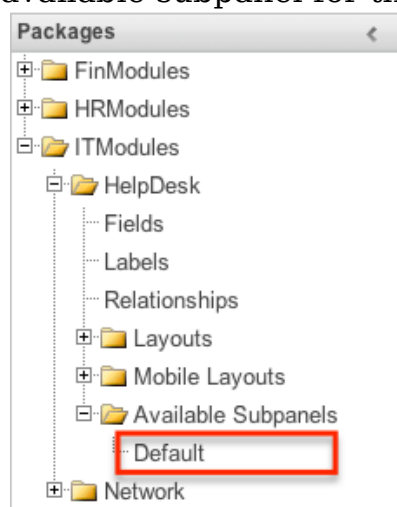 Packages
FinModules
HRModules
ITModules
HelpDesk
Fields
Labels
Relationships
Layouts
Mobile Layouts
Available Subpanels
Default
Network